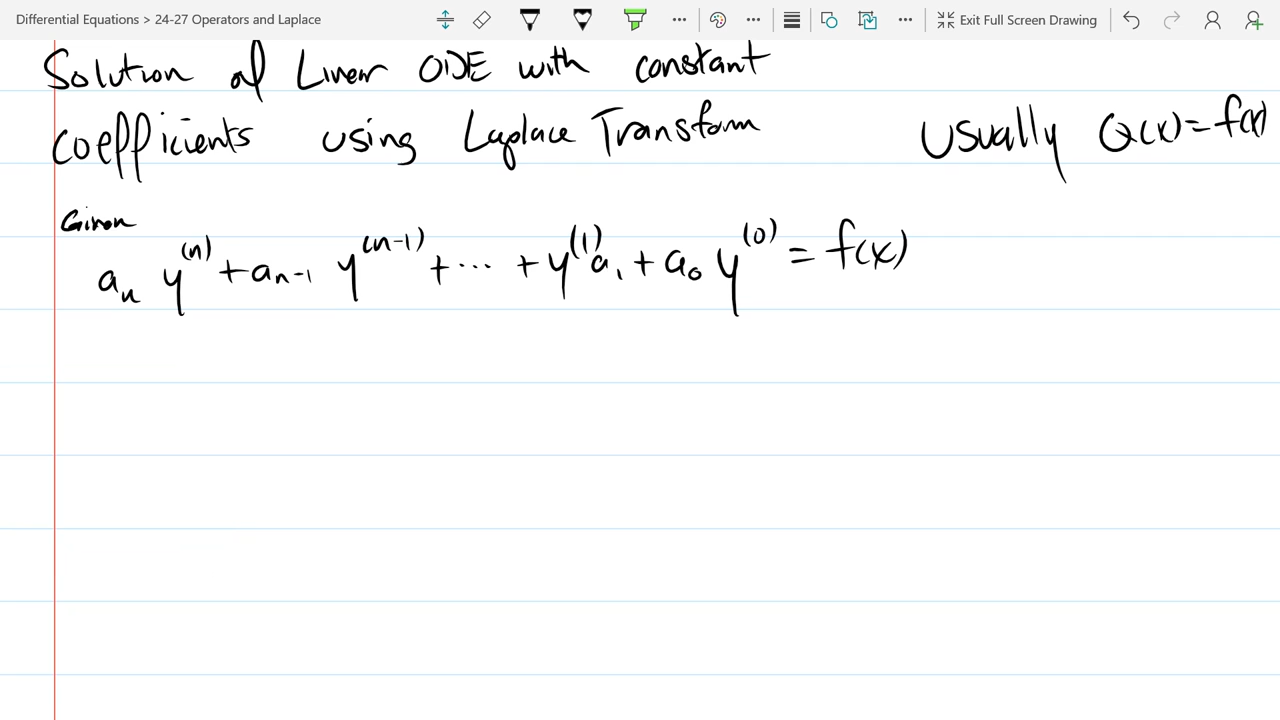 Differential Equations > 24-27 Operators and Laplace
Exit Full Screen Drawing
Solution of Linear ODE with constant
coefficients using Laplace Transform
Usually Q(x)=f(x)
Given
aₙ y⁽ⁿ⁾ + aₙ₋₁ y⁽ⁿ⁻¹⁾ + ... + y⁽¹⁾a₁ + a₀ y⁽⁰⁾ = f(x)